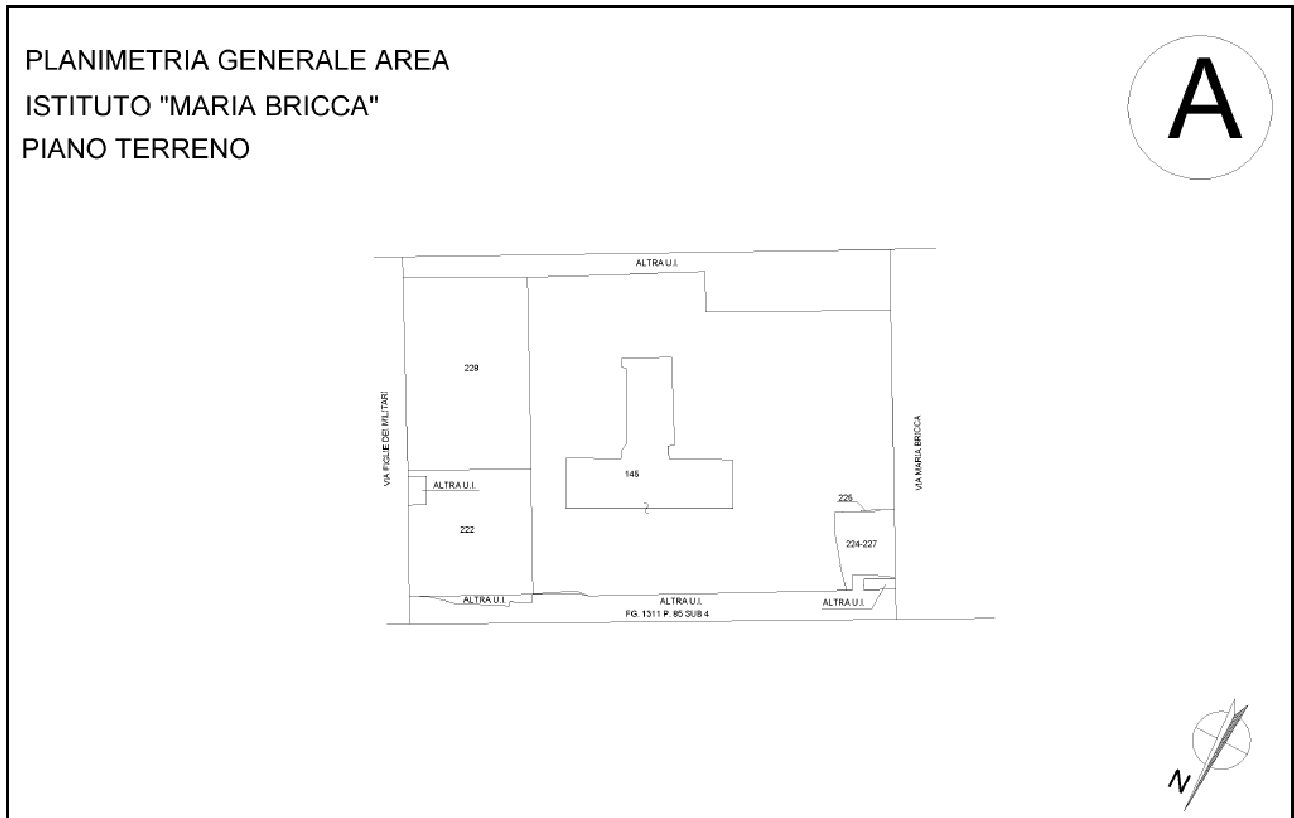 PLANIMETRIA GENERALE AREA
ISTITUTO "MARIA BRICCA"
PIANO TERRENO
A
ALTRA U.I.
229
VIA FIGLIE DEI MILITARI
VIA MARIA BRICCA
145
ALTRA U.I.
226
222
224-227
ALTRA U.I.
ALTRA U.I.
ALTRA U.I.
FG. 1311 P. 85 SUB 4
N